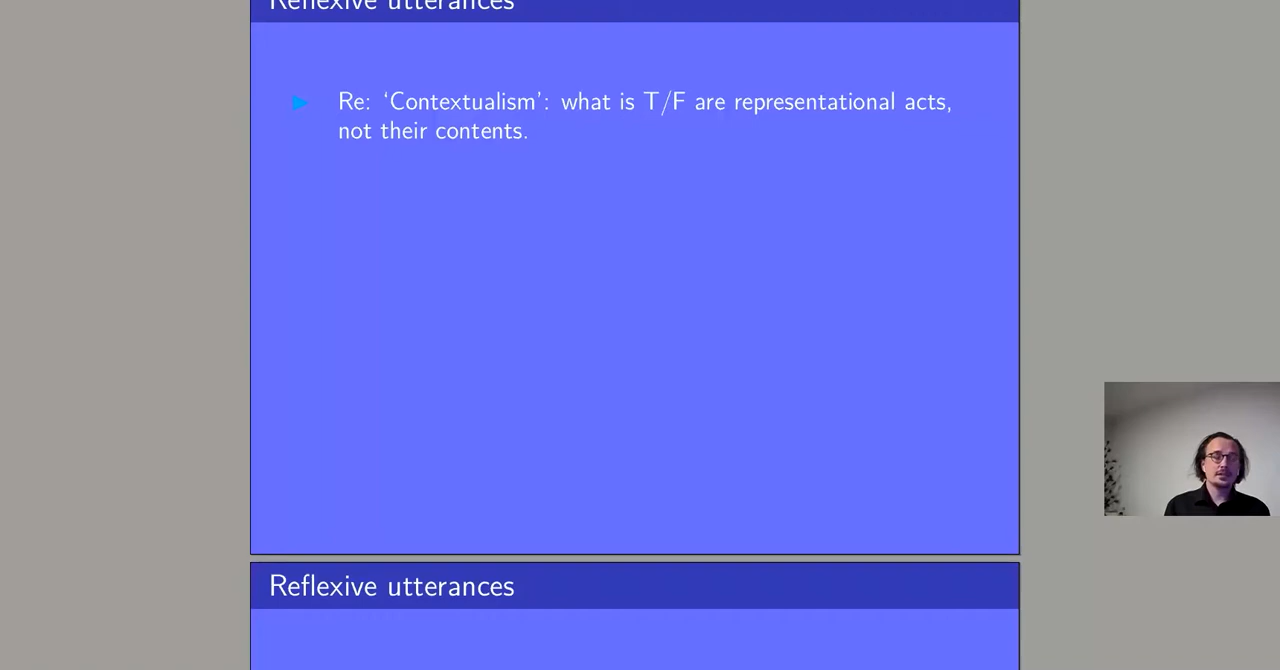 Reflexive utterances
Re: ‘Contextualism’: what is T/F are representational acts,
not their contents.
Reflexive utterances